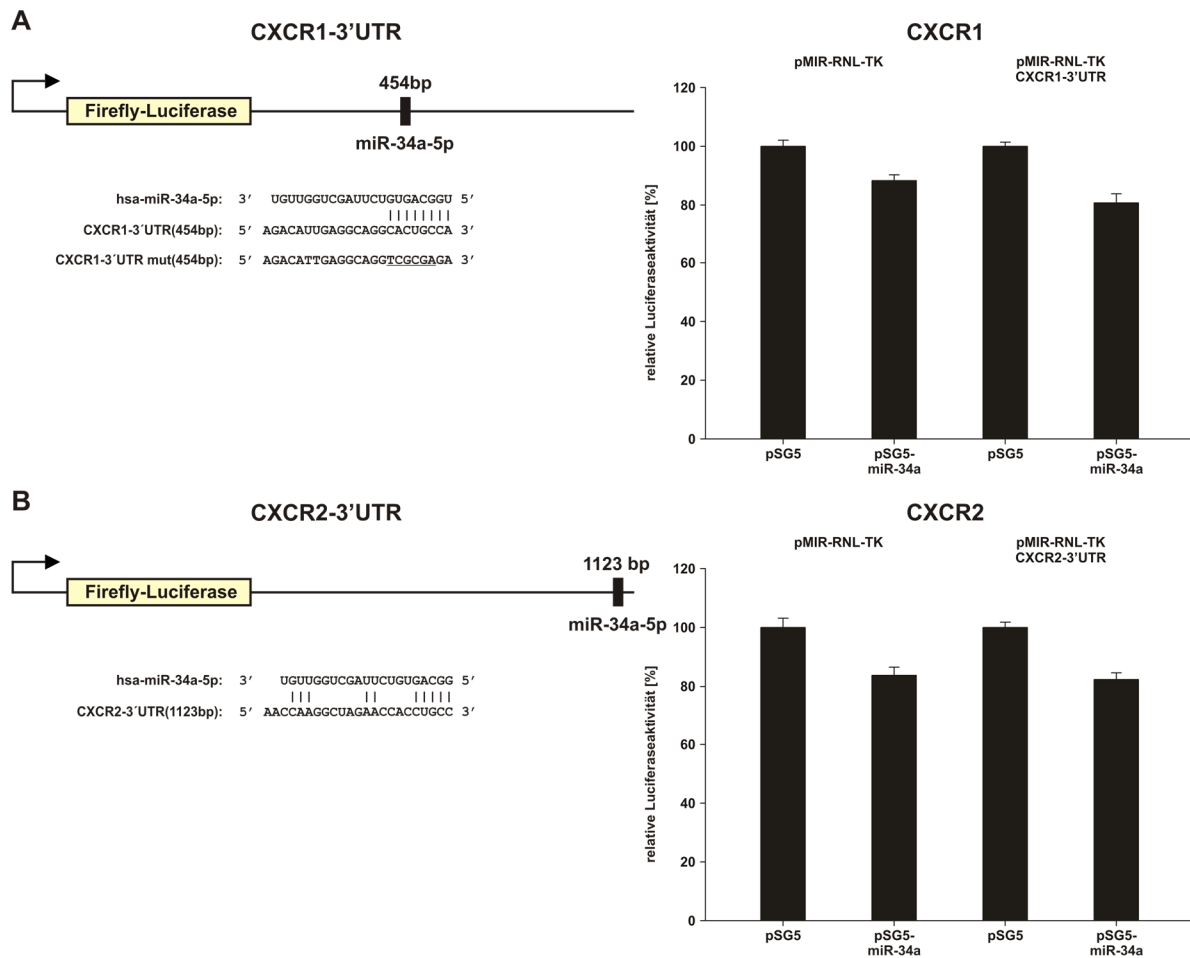 A
CXCR1-3’UTR
454bp
Firefly-Luciferase
miR-34a-5p
hsa-miR-34a-5p: 3’ UGUUGGUCGAUUCUGUGACGGU 5’
CXCR1-3´UTR(454bp): 5’ AGACAUUGAGGCAGGCACUGCCA 3’
CXCR1-3´UTR mut(454bp): 5’ AGACATTGAGGCAGGTCGCGAGA 3’
CXCR1
pMIR-RNL-TK
pMIR-RNL-TK
CXCR1-3’UTR
relative Luciferaseaktivität [%]
120
100
80
60
40
20
0
pSG5
pSG5-
miR-34a
pSG5
pSG5-
miR-34a
B
CXCR2-3’UTR
1123 bp
Firefly-Luciferase
miR-34a-5p
hsa-miR-34a-5p: 3’ UGUUGGUCGAUUCUGUGACGG 5’
CXCR2-3´UTR(1123bp): 5’ AACCAAGGCUAGAACCACCUGCC 3’
CXCR2
pMIR-RNL-TK
pMIR-RNL-TK
CXCR2-3’UTR
relative Luciferaseaktivität [%]
120
100
80
60
40
20
0
pSG5
pSG5-
miR-34a
pSG5
pSG5-
miR-34a